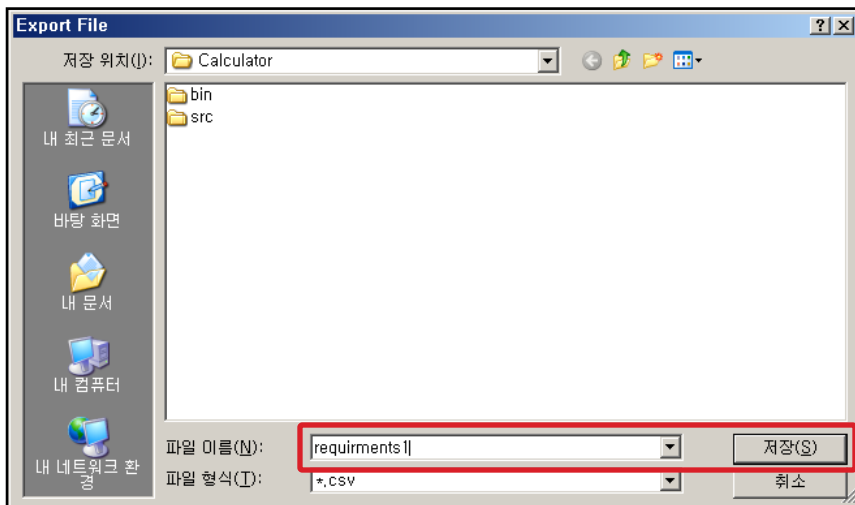 Export File
저장 위치(I):
Calculator
bin
src
내 최근 문서
바탕 화면
내 문서
내 컴퓨터
내 네트워크 환
경
파일 이름(N):
requirments1
저장(S)
파일 형식(T):
*.csv
취소